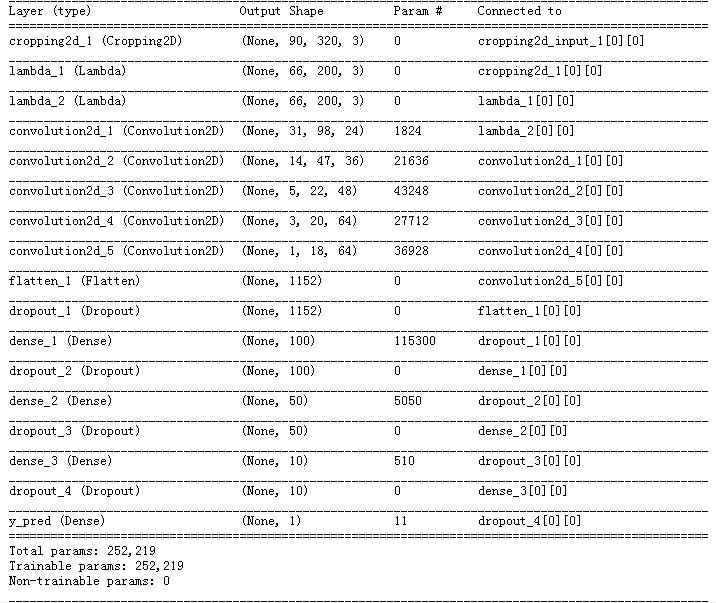 Layer (type) Output Shape Param # Connected to
cropping2d_1 (Cropping2D) (None, 90, 320, 3) 0 cropping2d_input_1[0][0]
lambda_1 (Lambda) (None, 66, 200, 3) 0 cropping2d_1[0][0]
lambda_2 (Lambda) (None, 66, 200, 3) 0 lambda_1[0][0]
convolution2d_1 (Convolution2D) (None, 31, 98, 24) 1824 lambda_2[0][0]
convolution2d_2 (Convolution2D) (None, 14, 47, 36) 21636 convolution2d_1[0][0]
convolution2d_3 (Convolution2D) (None, 5, 22, 48) 43248 convolution2d_2[0][0]
convolution2d_4 (Convolution2D) (None, 3, 20, 64) 27712 convolution2d_3[0][0]
convolution2d_5 (Convolution2D) (None, 1, 18, 64) 36928 convolution2d_4[0][0]
flatten_1 (Flatten) (None, 1152) 0 convolution2d_5[0][0]
dropout_1 (Dropout) (None, 1152) 0 flatten_1[0][0]
dense_1 (Dense) (None, 100) 115300 dropout_1[0][0]
dropout_2 (Dropout) (None, 100) 0 dense_1[0][0]
dense_2 (Dense) (None, 50) 5050 dropout_2[0][0]
dropout_3 (Dropout) (None, 50) 0 dense_2[0][0]
dense_3 (Dense) (None, 10) 510 dropout_3[0][0]
dropout_4 (Dropout) (None, 10) 0 dense_3[0][0]
y_pred (Dense) (None, 1) 11 dropout_4[0][0]
Total params: 252,219
Trainable params: 252,219
Non-trainable params: 0